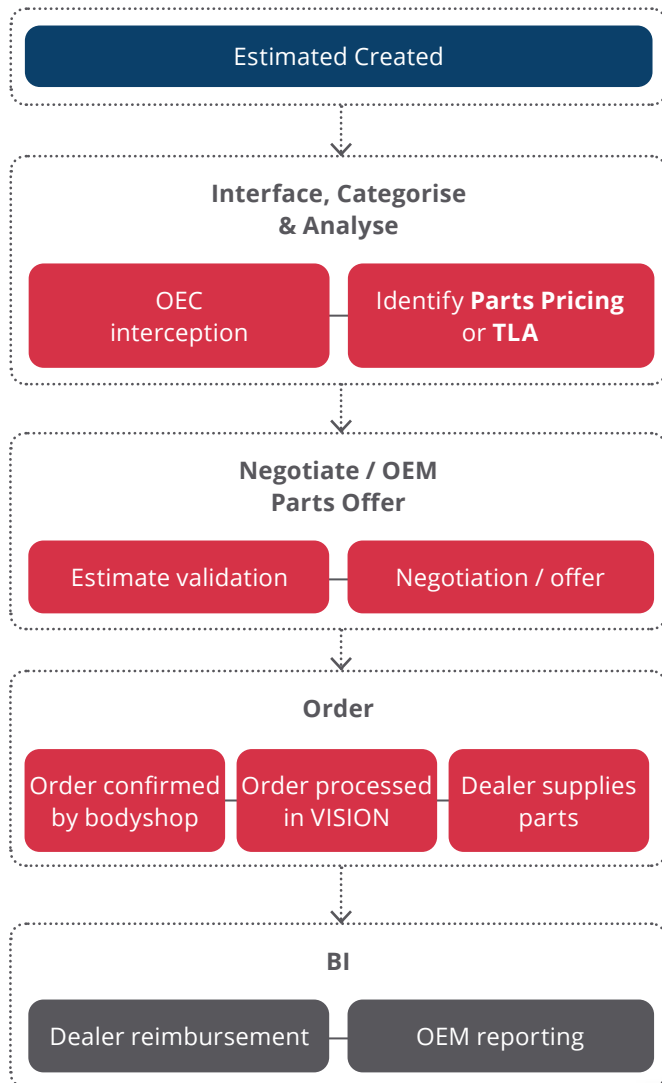 Estimated Created
Interface, Categorise
& Analyse
OEC
interception
Identify Parts Pricing
or TLA
Negotiate / OEM
Parts Offer
Estimate validation
Negotiation / offer
Order
Order confirmed
by bodyshop
Order processed
in VISION
Dealer supplies
parts
BI
Dealer reimbursement
OEM reporting